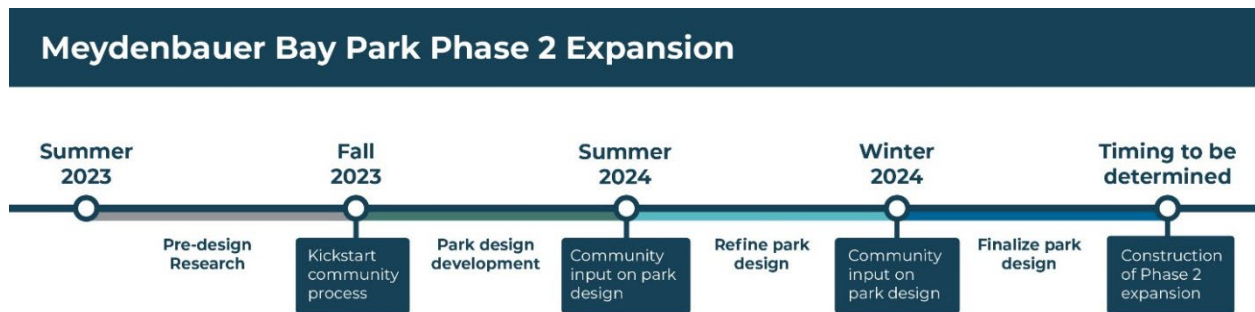 Meydenbauer Bay Park Phase 2 Expansion
Summer
2023
Fall
2023
Summer
2024
Winter
2024
Timing to be
determined
Pre-design
Research
Kickstart
community
process
Park design
development
Community
input on park
design
Refine park
design
Community
input on
park design
Finalize park
design
Construction
of Phase 2
expansion